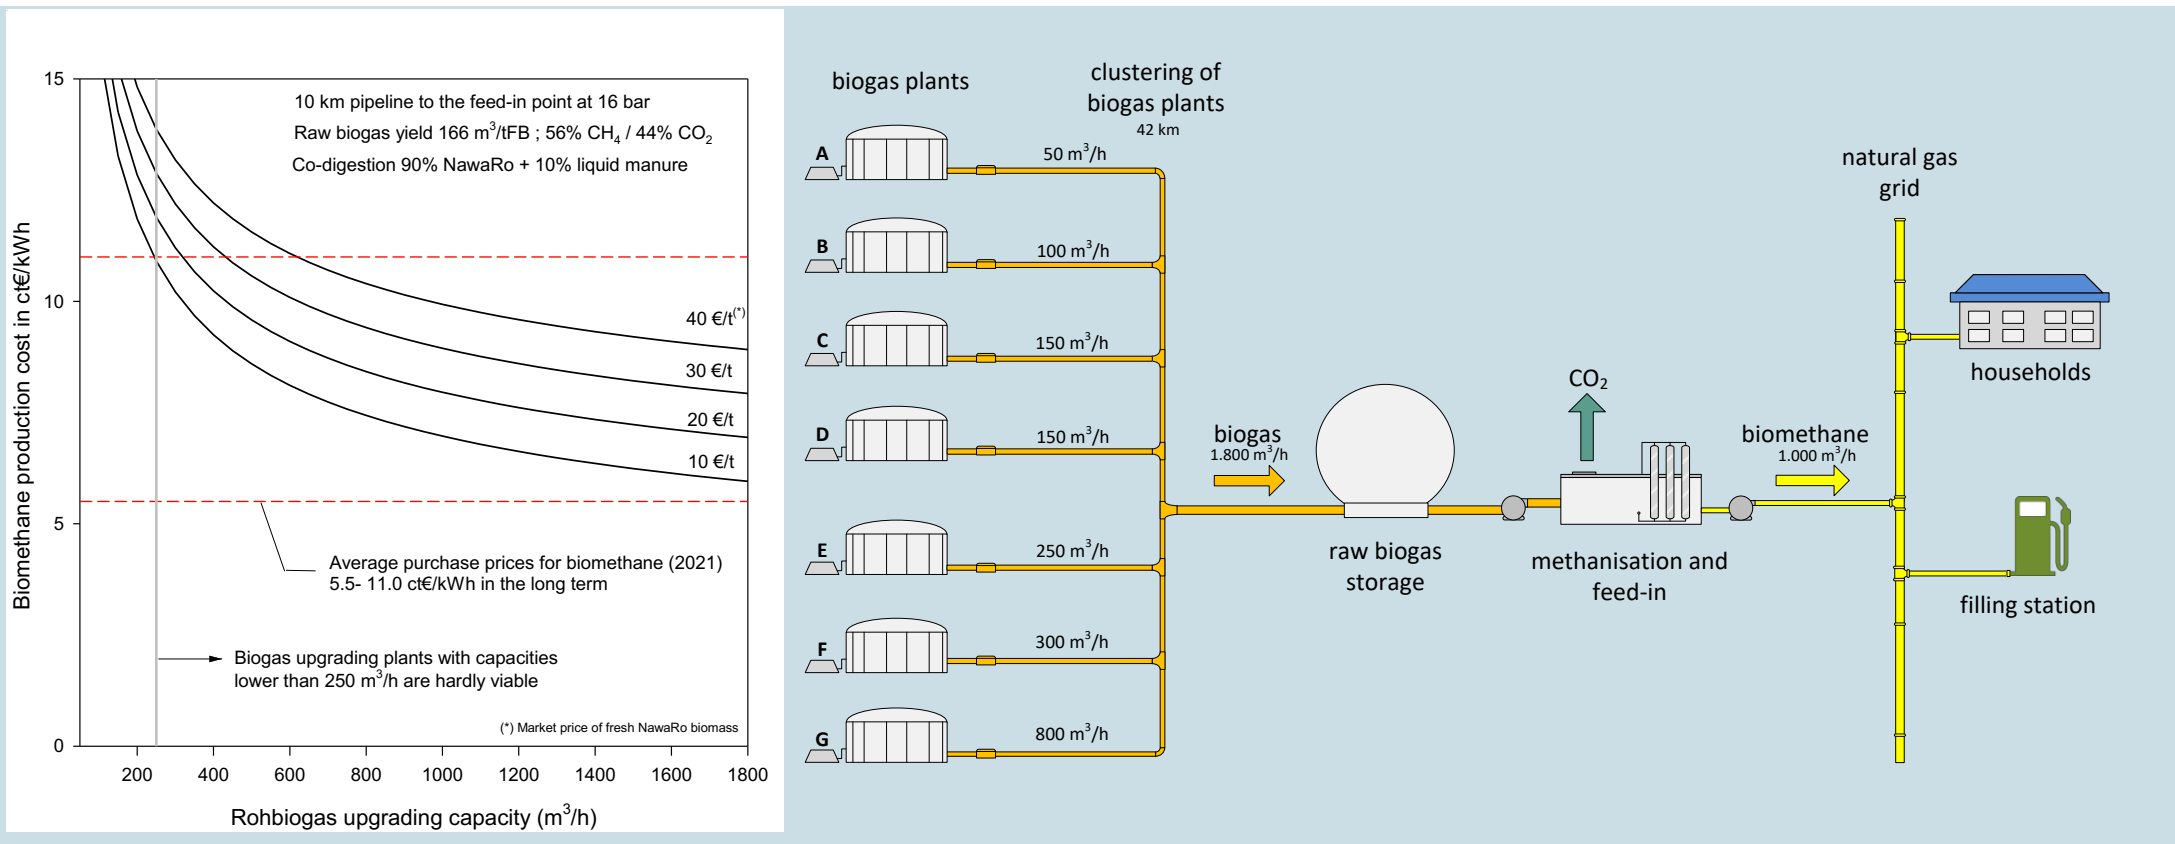 Biomethane production cost in ct€/kWh
15
10
5
0
10 km pipeline to the feed-in point at 16 bar
Raw biogas yield 166 m³/tFB ; 56% CH₄ / 44% CO₂
Co-digestion 90% NawaRo + 10% liquid manure
40 €/t(*)
30 €/t
20 €/t
10 €/t
Average purchase prices for biomethane (2021)
5.5- 11.0 ct€/kWh in the long term
Biogas upgrading plants with capacities
lower than 250 m³/h are hardly viable
(*) Market price of fresh NawaRo biomass
200 400 600 800 1000 1200 1400 1600 1800
Rohbiogas upgrading capacity (m³/h)
biogas plants
clustering of
biogas plants
42 km
A
50 m³/h
B
100 m³/h
C
150 m³/h
D
150 m³/h
E
250 m³/h
F
300 m³/h
G
800 m³/h
biogas
1.800 m³/h
raw biogas
storage
CO₂
methanisation and
feed-in
biomethane
1.000 m³/h
natural gas
grid
households
filling station